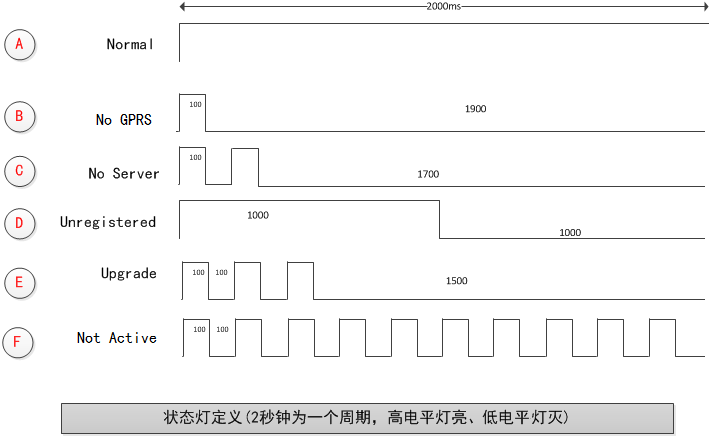 2000ms
A Normal
B No GPRS 100 1900
C No Server 100 1700
D Unregistered 1000 1000
E Upgrade 100 100 1500
F Not Active 100 100
状态灯定义(2秒钟为一个周期，高电平灯亮、低电平灯灭)